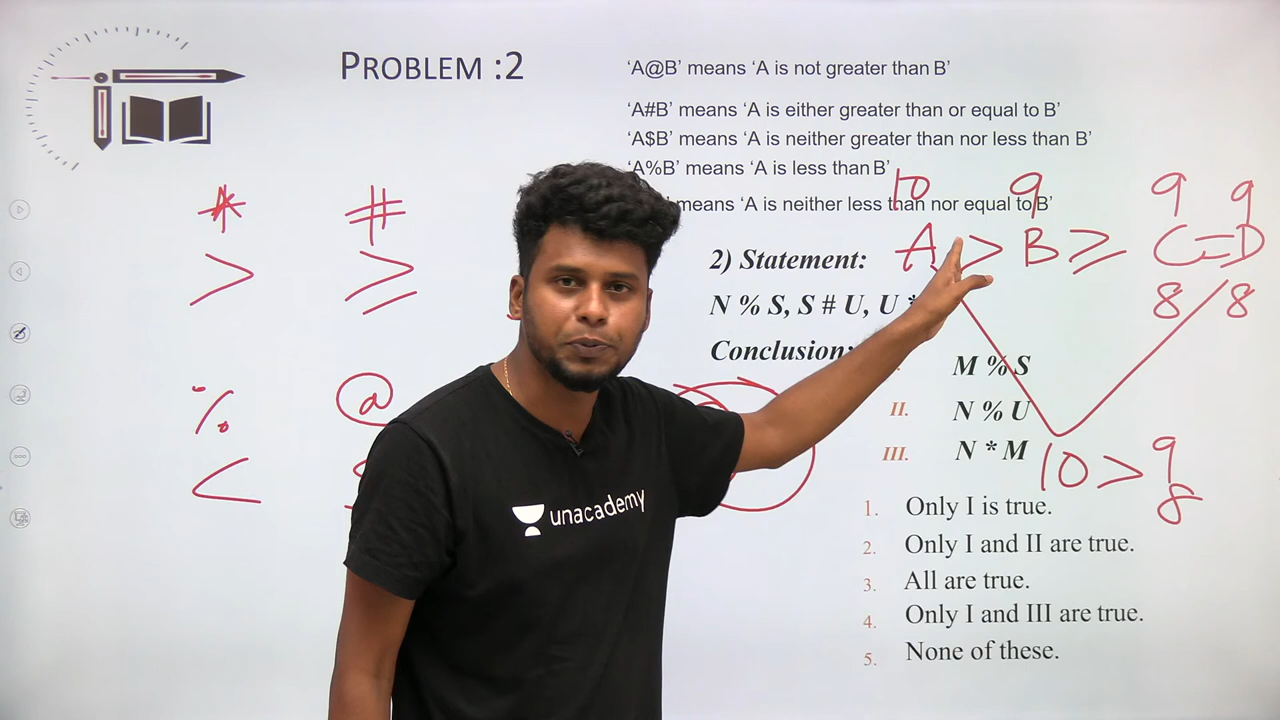 PROBLEM :2
'A@B' means 'A is not greater than B'
'A#B' means 'A is either greater than or equal to B'
'A$B' means 'A is neither greater than nor less than B'
'A%B' means 'A is less than B'
means 'A is neither less than nor equal to B'
10 9 9 9
* #
2) Statement: A > B ≥ C = D
> ≥
8 8
N % S, S # U, U *
Conclusion:
M % S
% @
II. N % U
III. N * M
10 > 9
<
8
unacademy
1. Only I is true.
2. Only I and II are true.
3. All are true.
4. Only I and III are true.
5. None of these.